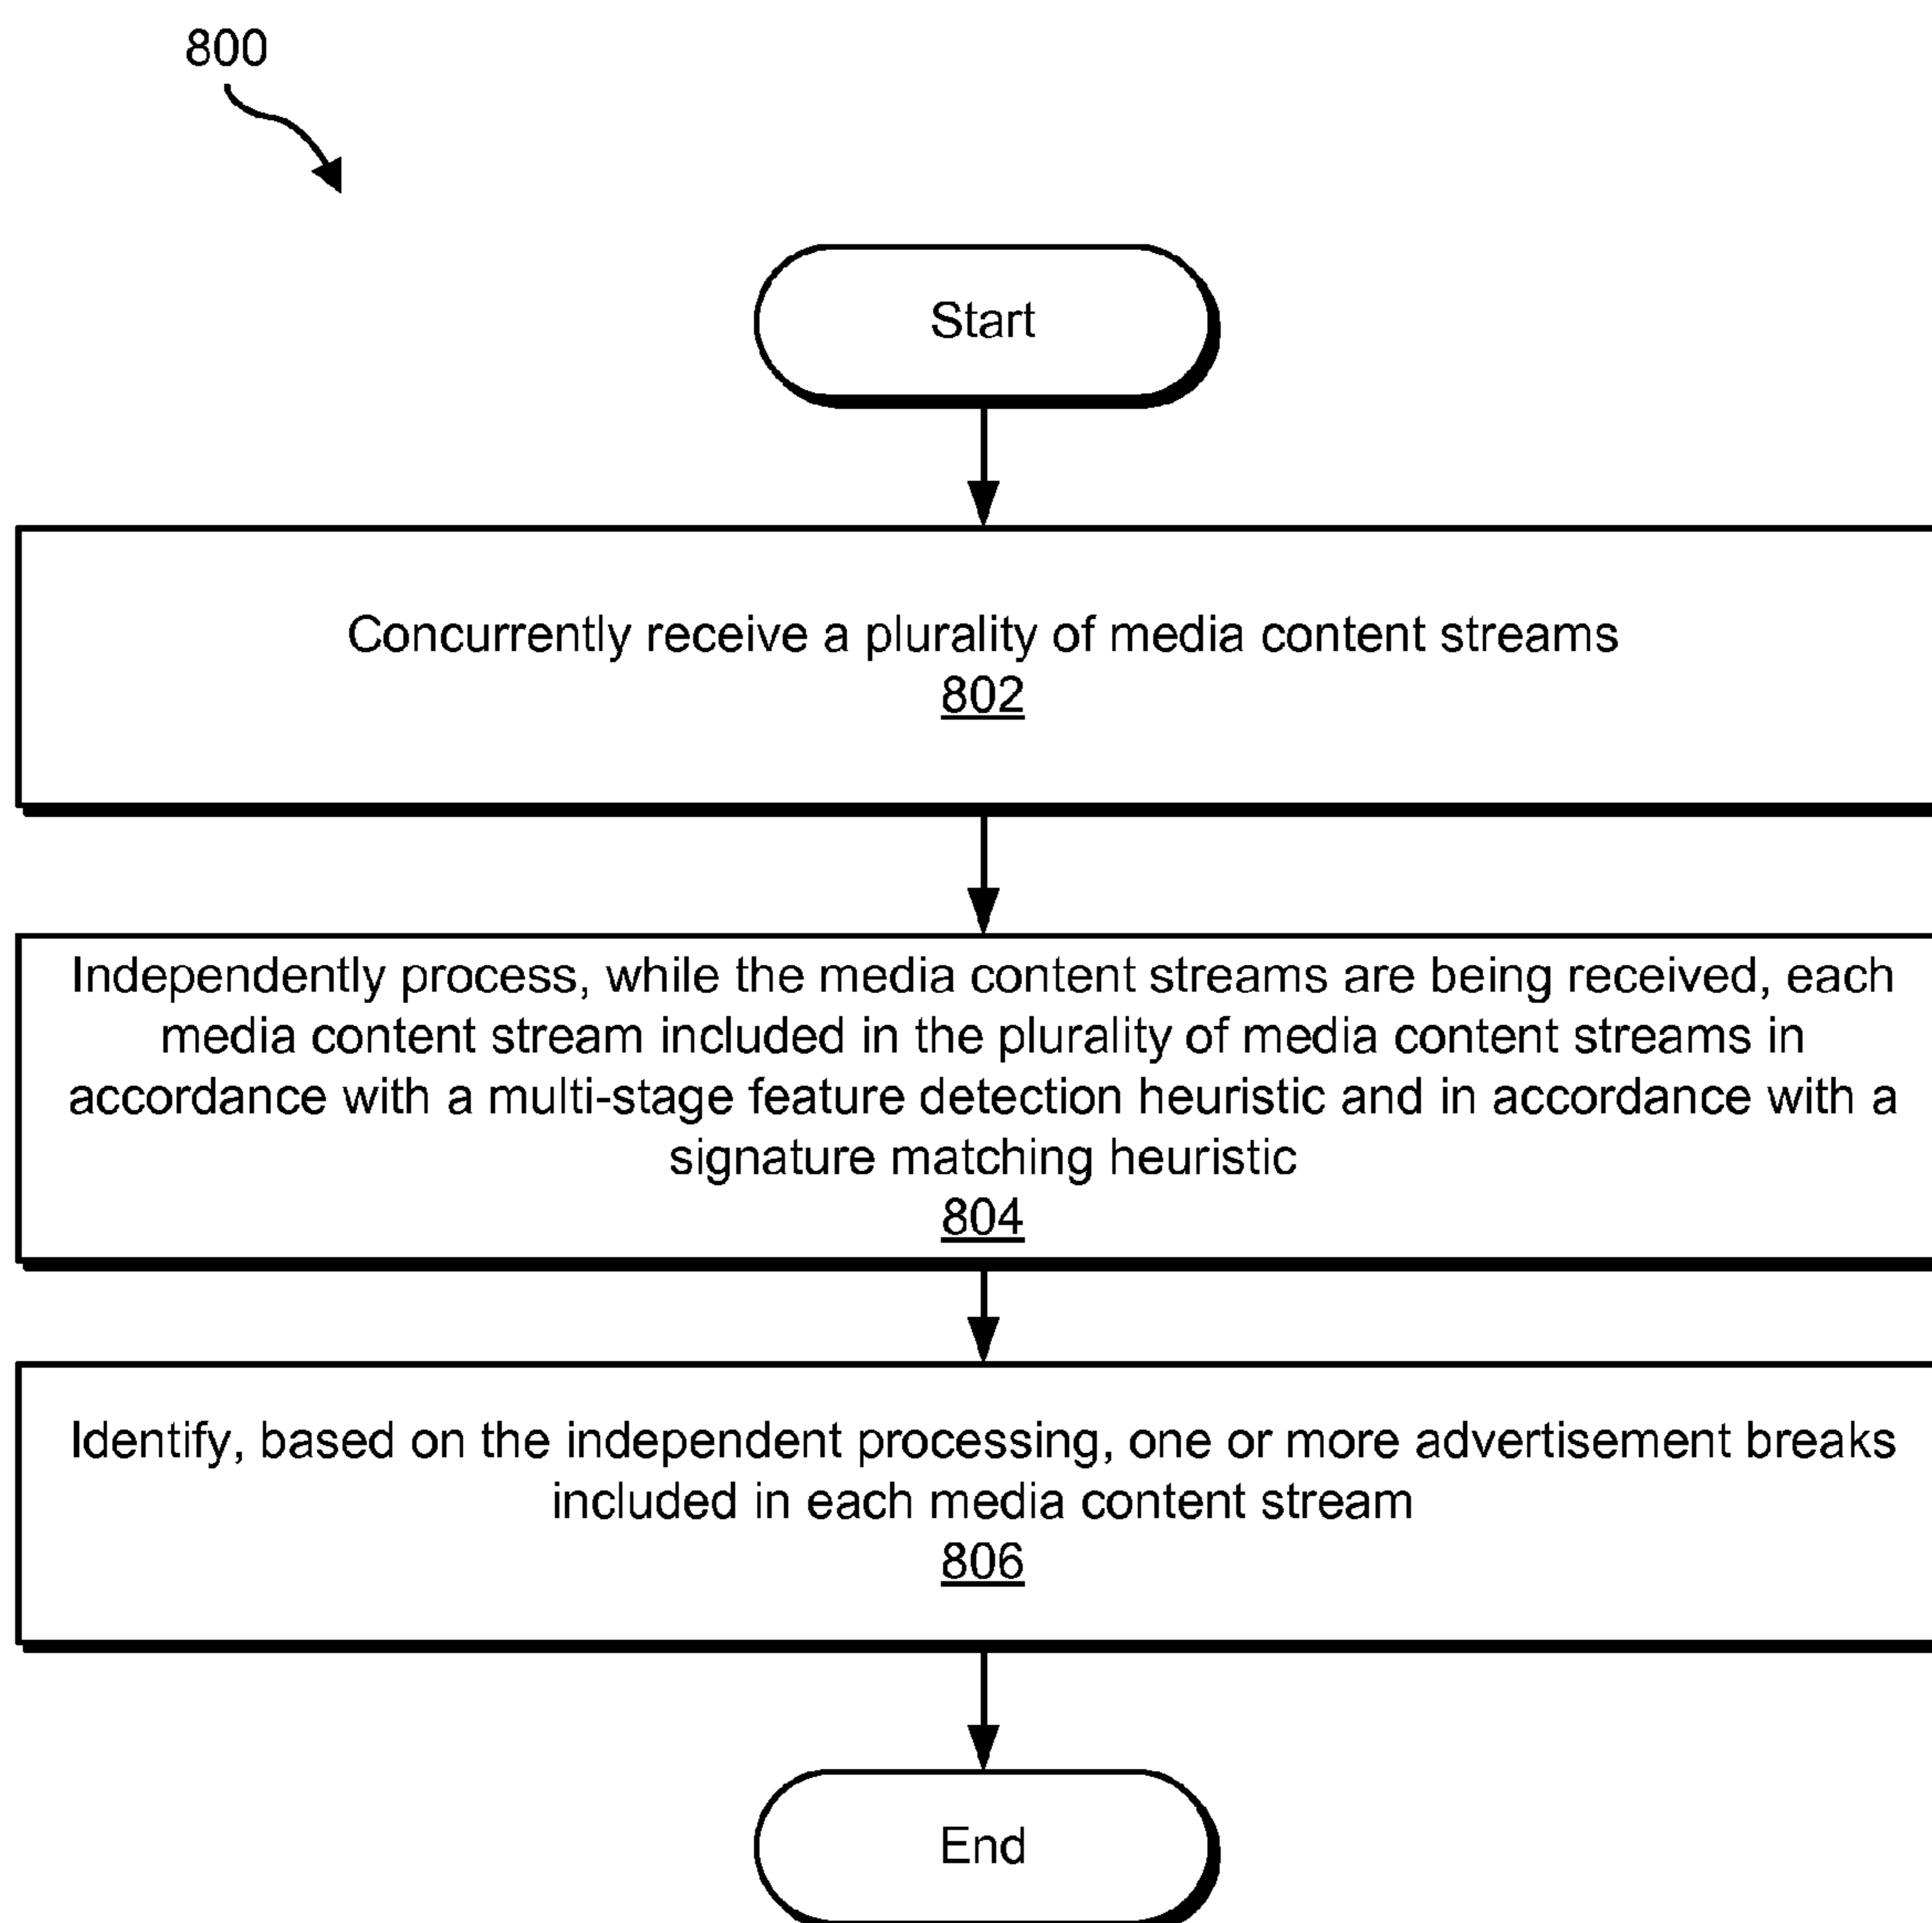 800
Start
Concurrently receive a plurality of media content streams
802
Independently process, while the media content streams are being received, each
media content stream included in the plurality of media content streams in
accordance with a multi-stage feature detection heuristic and in accordance with a
signature matching heuristic
804
Identify, based on the independent processing, one or more advertisement breaks
included in each media content stream
806
End